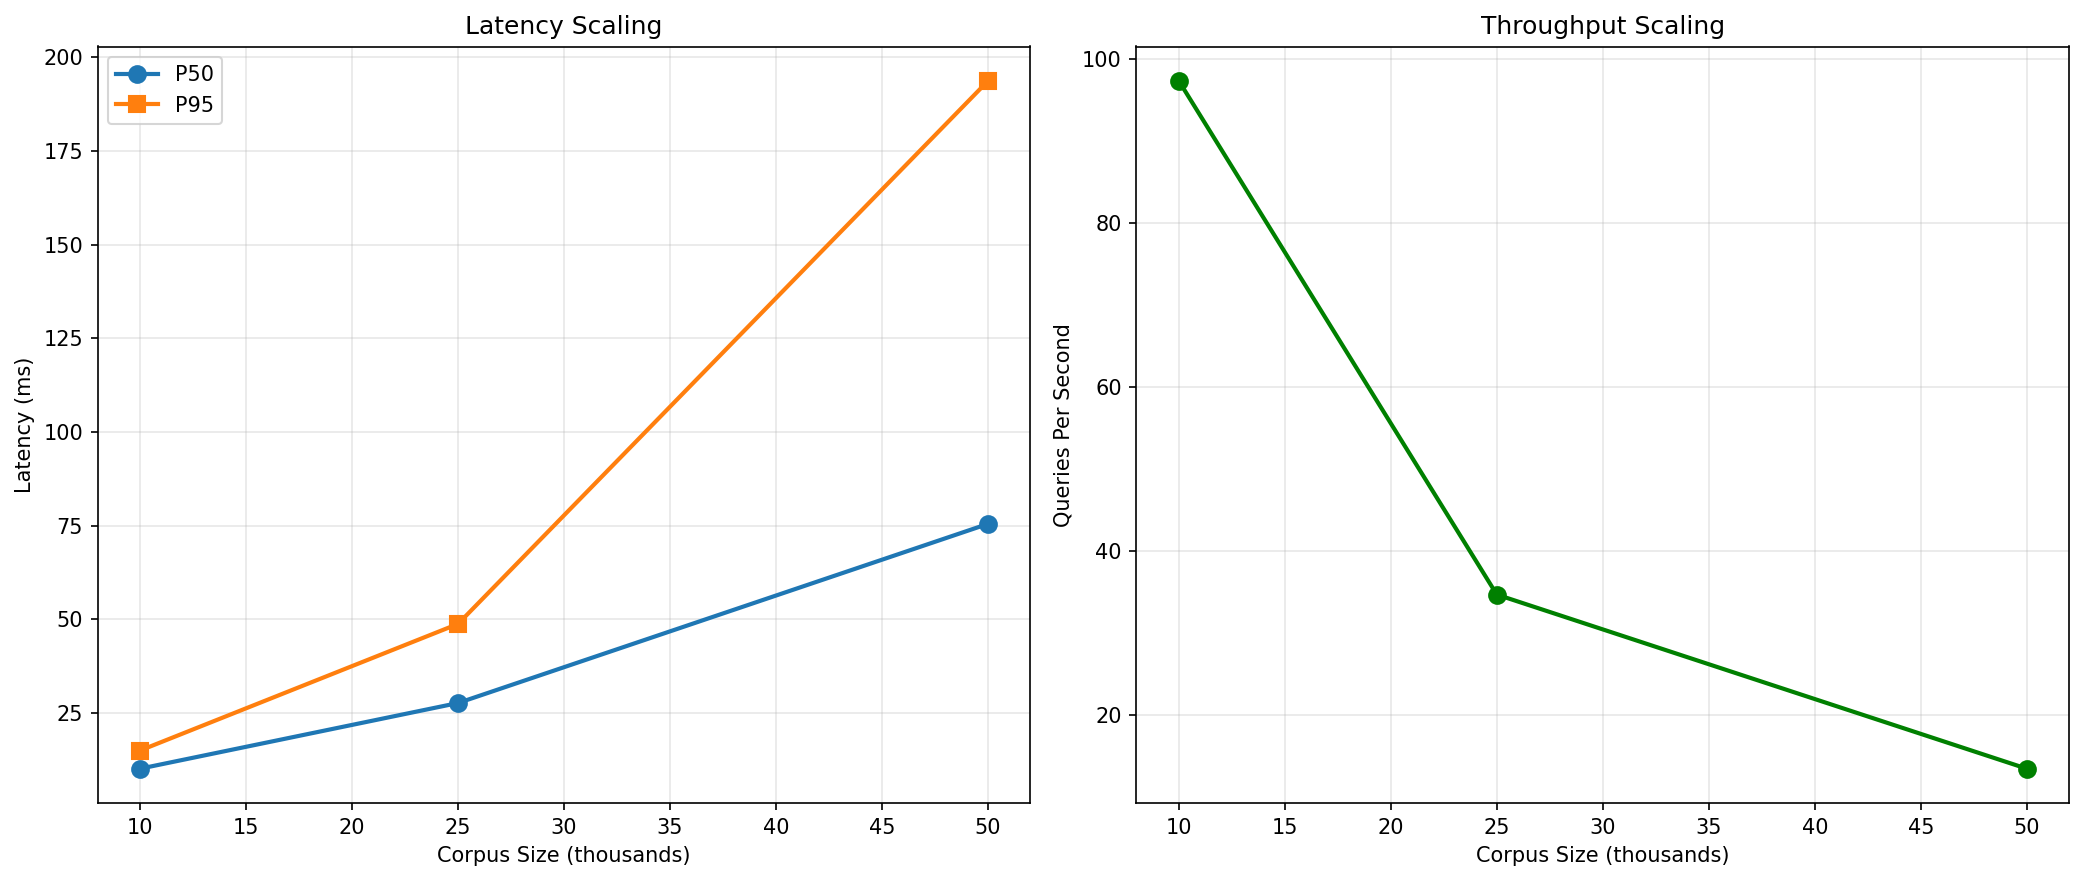 Latency Scaling
P50
P95
200
175
150
125
100
75
50
25
Latency (ms)
10 15 20 25 30 35 40 45 50
Corpus Size (thousands)
Throughput Scaling
100
80
60
40
20
Queries Per Second
10 15 20 25 30 35 40 45 50
Corpus Size (thousands)